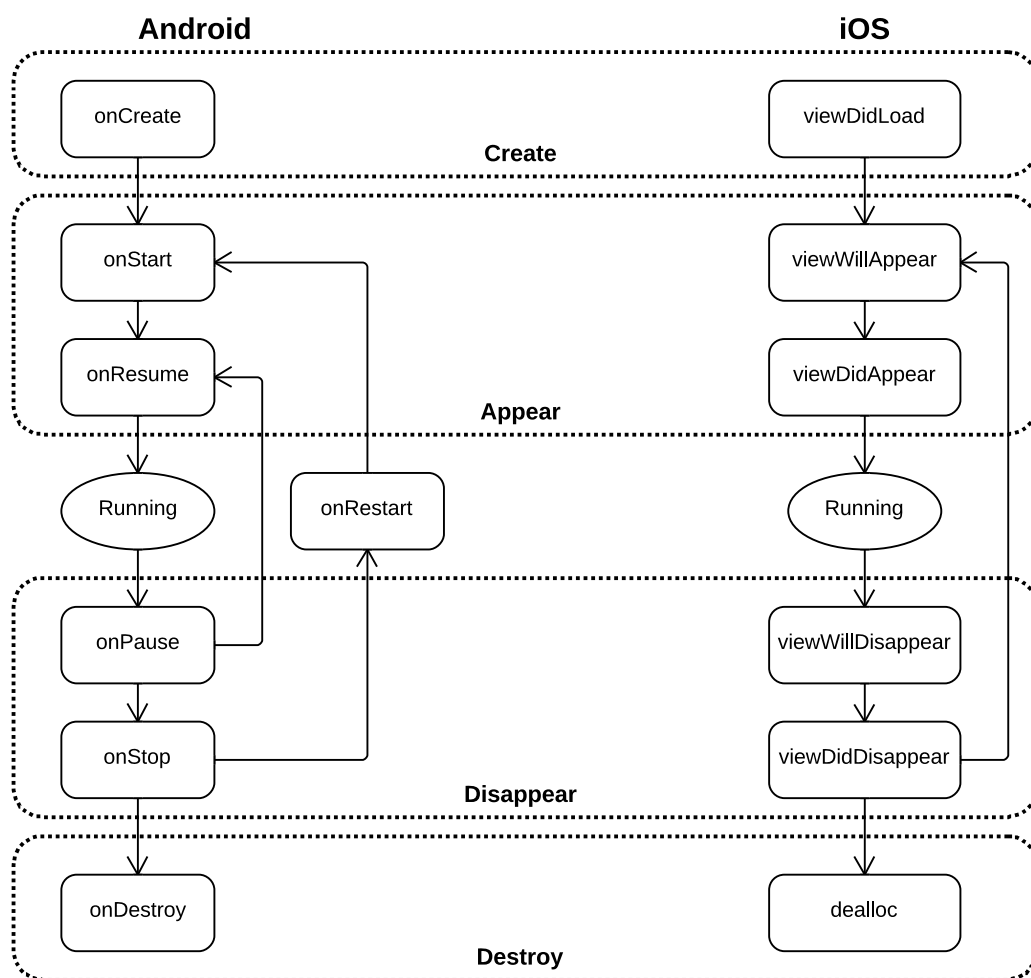 Android
iOS
onCreate
viewDidLoad
Create
onStart
viewWillAppear
onResume
viewDidAppear
Appear
Running
onRestart
Running
onPause
viewWillDisappear
onStop
viewDidDisappear
Disappear
onDestroy
dealloc
Destroy